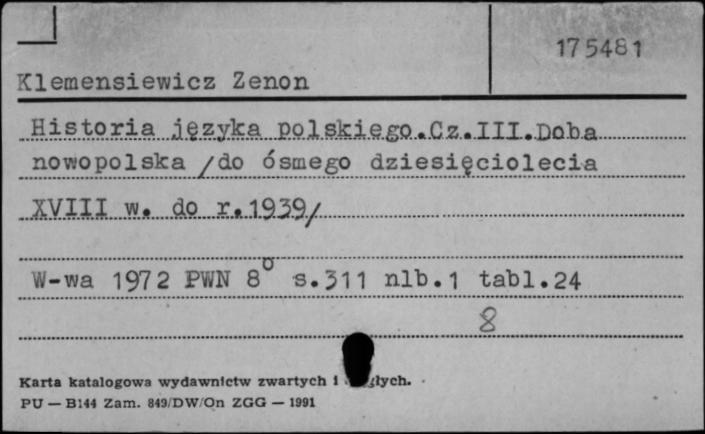 175481
Klemensiewicz Zenon
Historia języka polskiego.Cz.III.Doba
nowopolska /do ósmego dziesięciolecia
XVIII w. do r.1939/
W-wa 1972 PWN 8° s.311 nlb.1 tabl.24
8
Karta katalogowa wydawnictw zwartych i
PU — B144 Zam. 849/DW/On ZGG — 1991